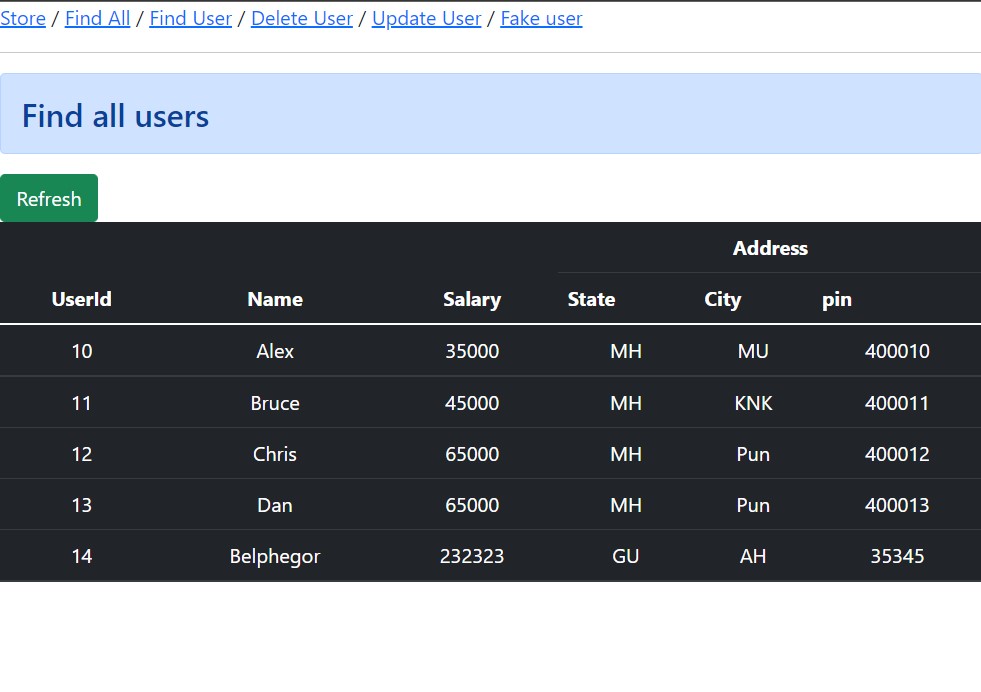 Store / Find All / Find User / Delete User / Update User / Fake user
Find all users
Refresh
Address
UserId Name Salary State City pin
10 Alex 35000 MH MU 400010
11 Bruce 45000 MH KNK 400011
12 Chris 65000 MH Pun 400012
13 Dan 65000 MH Pun 400013
14 Belphegor 232323 GU AH 35345